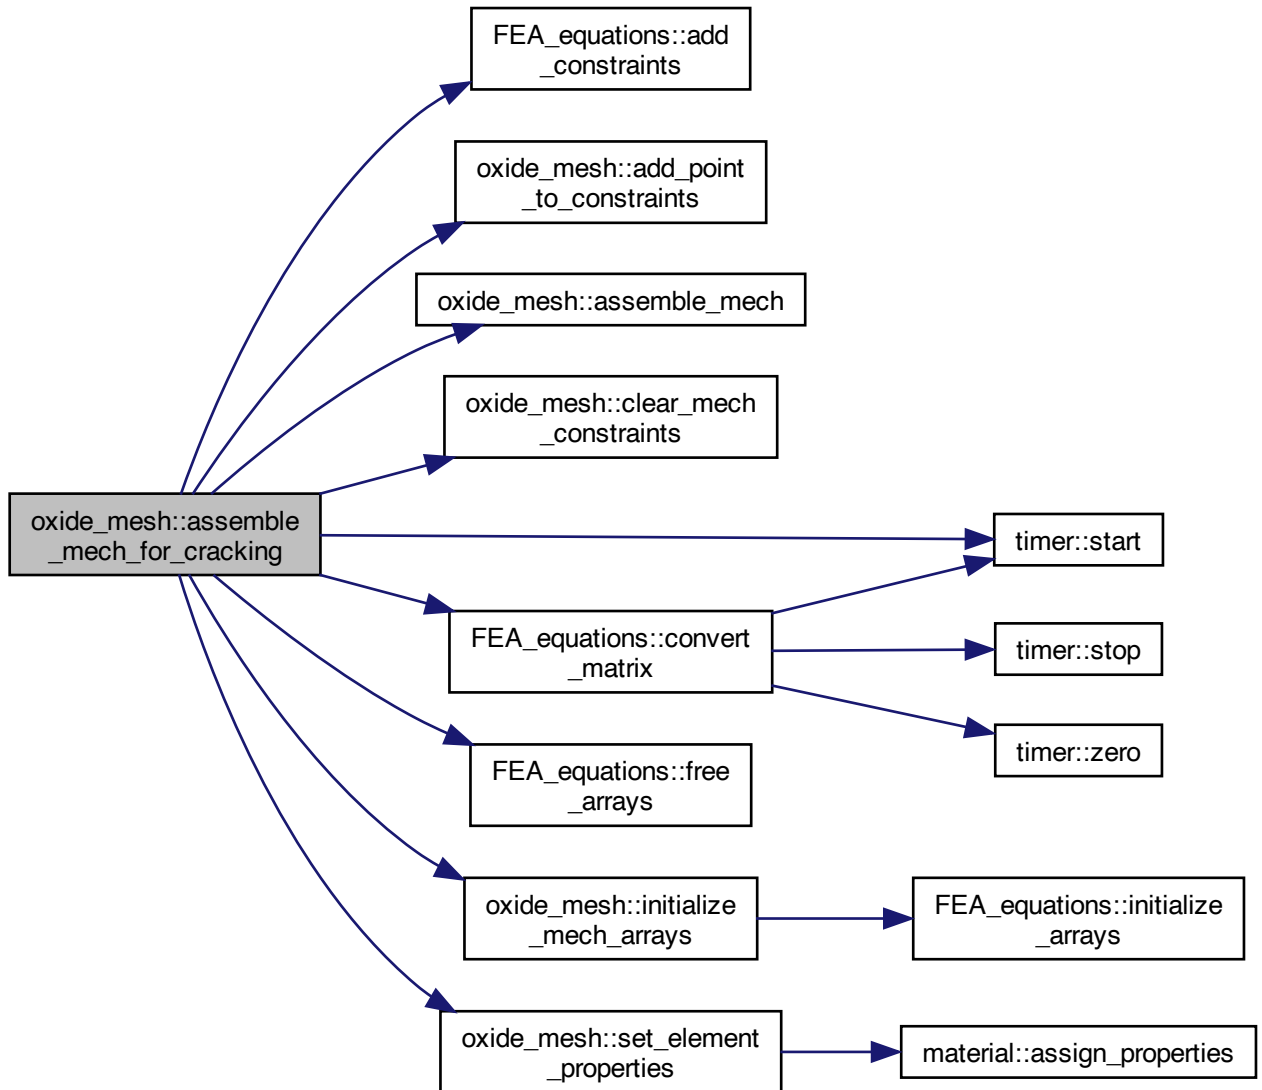 FEA_equations::add
_constraints
oxide_mesh::add_point
_to_constraints
oxide_mesh::assemble_mech
oxide_mesh::clear_mech
_constraints
oxide_mesh::assemble
_mech_for_cracking
timer::start
FEA_equations::convert
_matrix
timer::stop
timer::zero
FEA_equations::free
_arrays
oxide_mesh::initialize
_mech_arrays
FEA_equations::initialize
_arrays
oxide_mesh::set_element
_properties
material::assign_properties